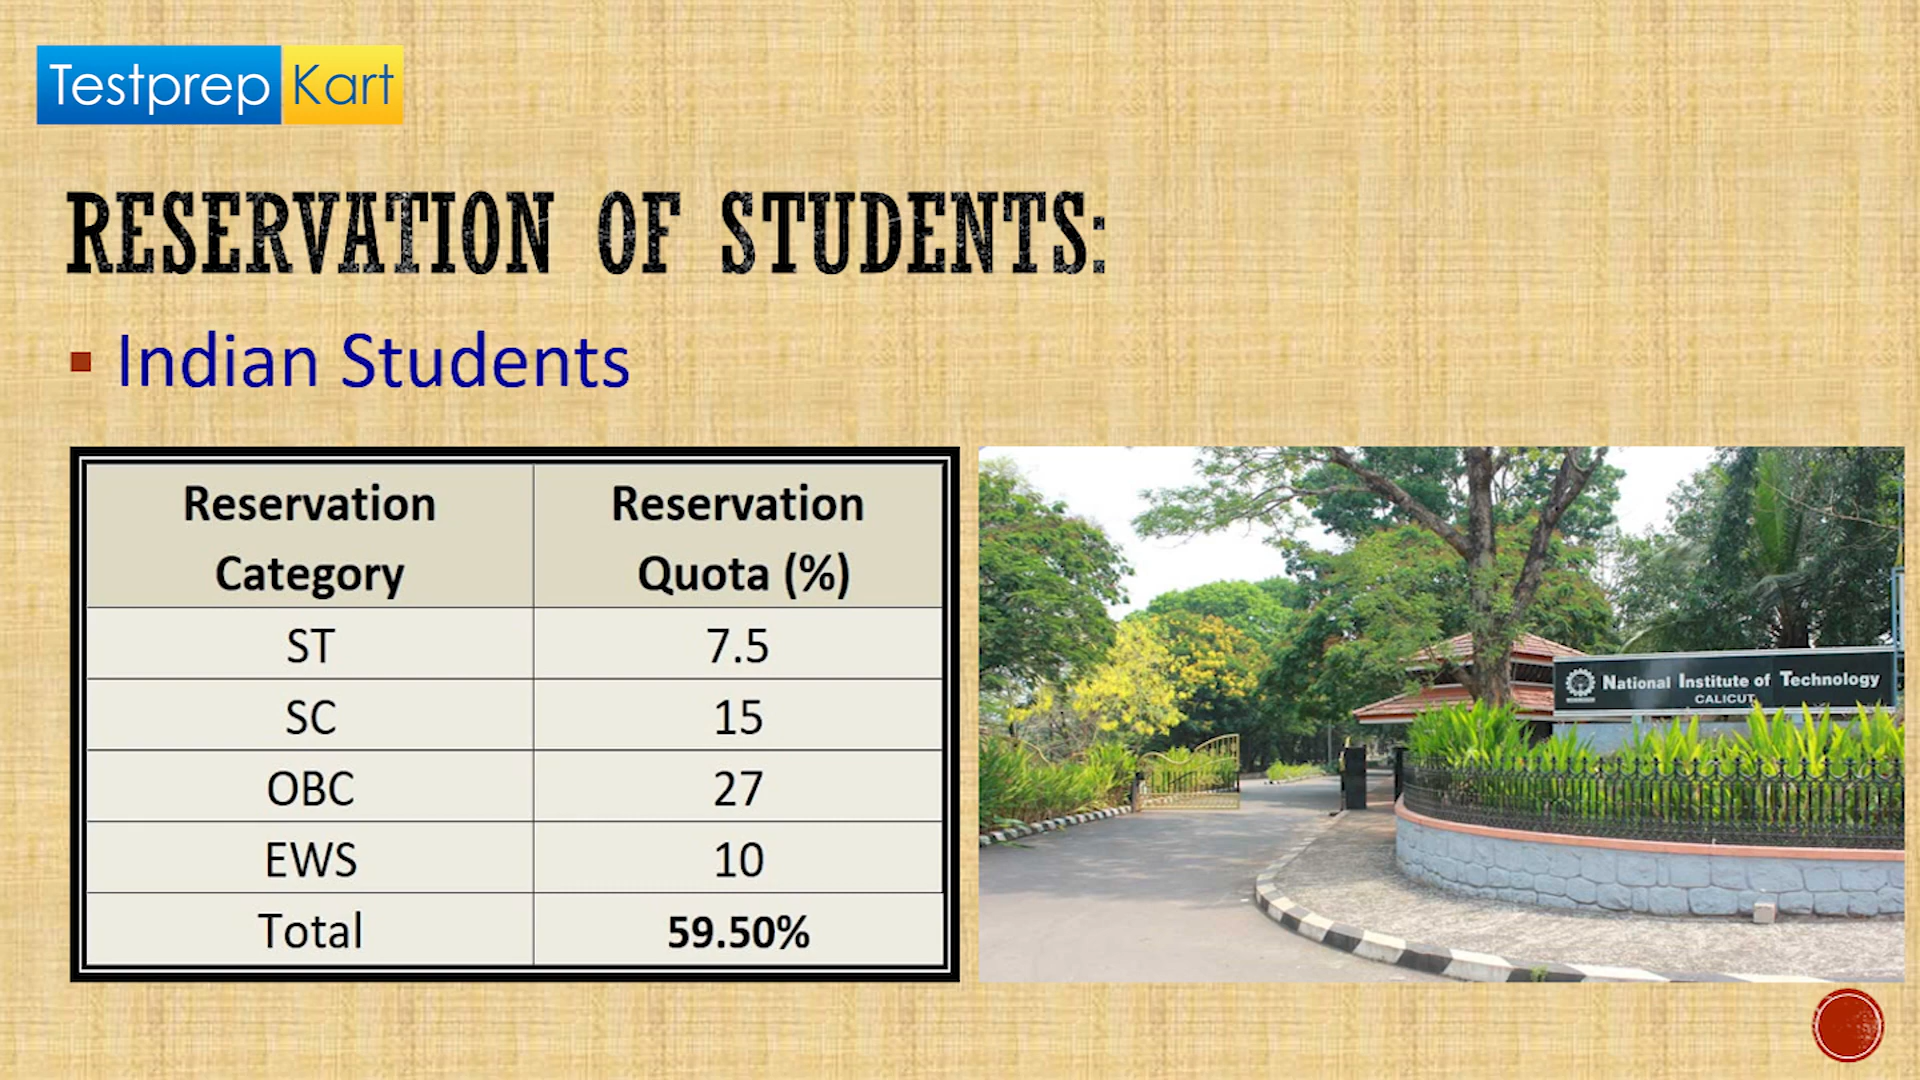 Testprep Kart
RESERVATION OF STUDENTS:
Indian Students
Reservation Category Reservation Quota (%)
ST 7.5
SC 15
OBC 27
EWS 10
Total 59.50%
National Institute of Technology
CALICUT